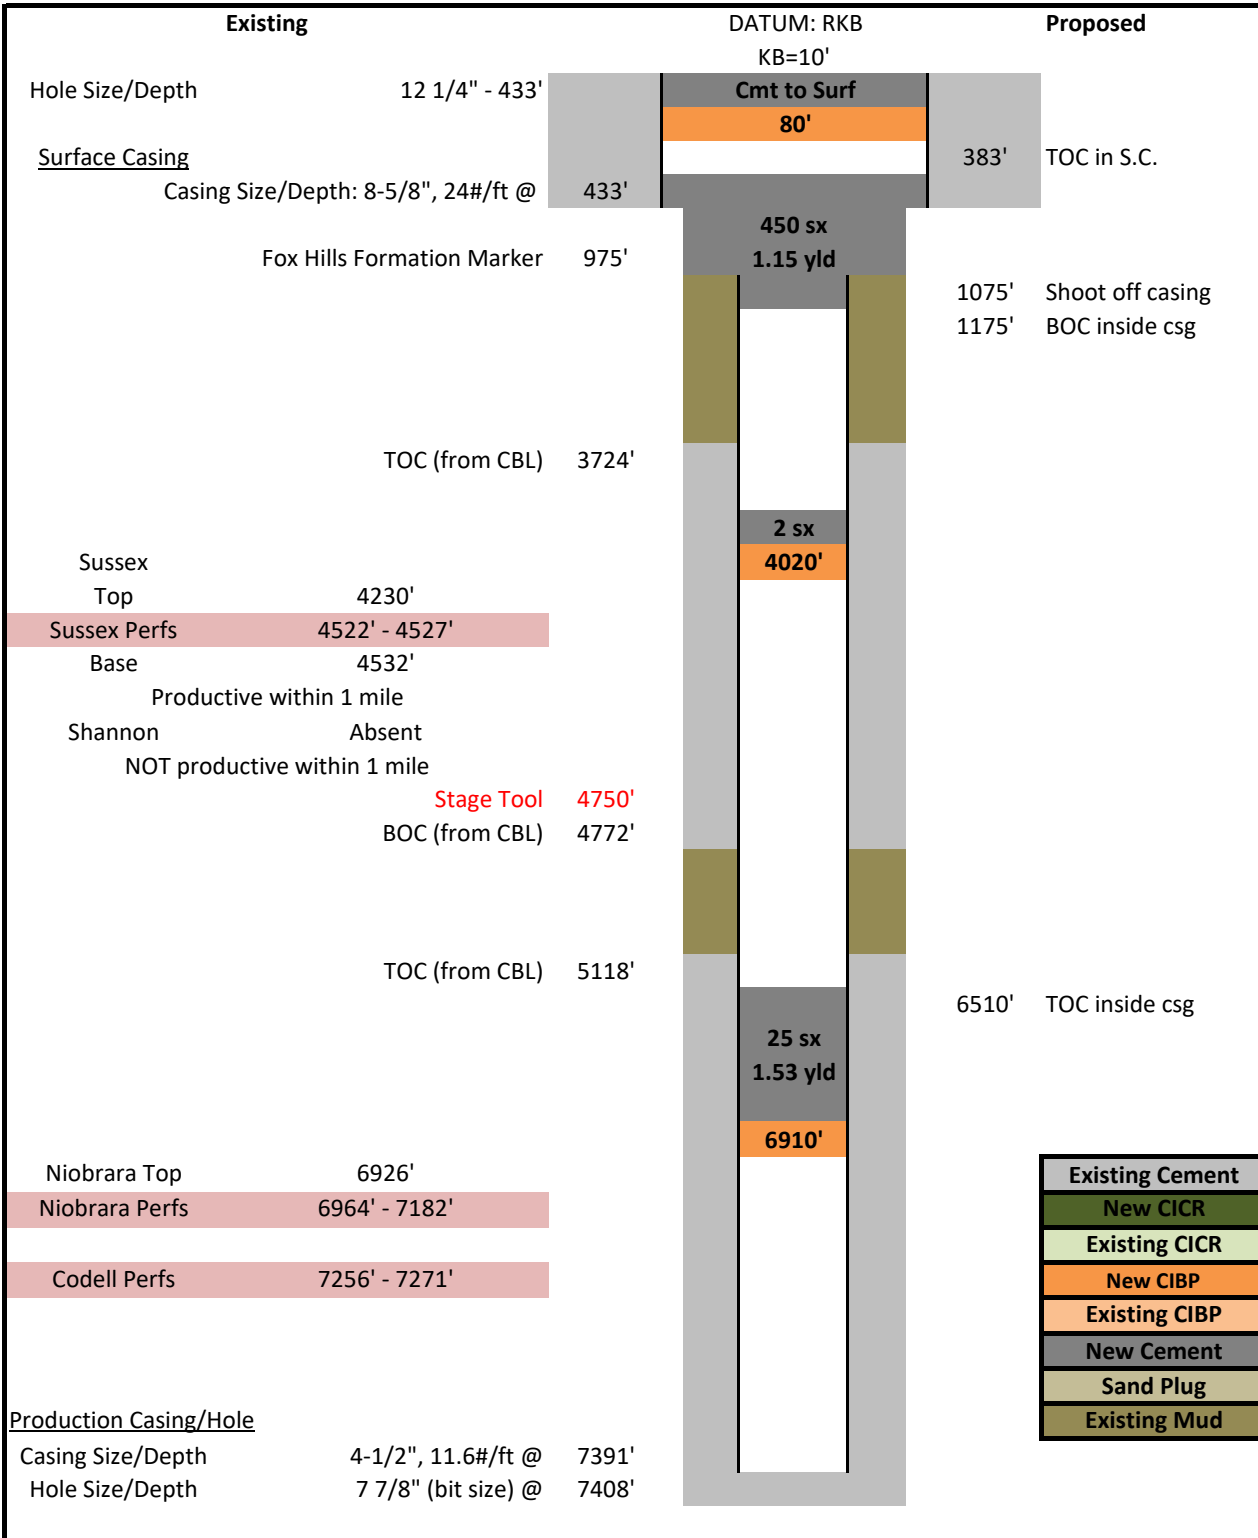 Existing DATUM: RKB Proposed
KB=10'
Hole Size/Depth 12 1/4" - 433' Cmt to Surf
80'
Surface Casing 383' TOC in S.C.
Casing Size/Depth: 8-5/8", 24#/ft @ 433'
450 sx
Fox Hills Formation Marker 975' 1.15 yld
1075' Shoot off casing
1175' BOC inside csg
TOC (from CBL) 3724'
2 sx
Sussex 4020'
Top 4230'
Sussex Perfs 4522' - 4527'
Base 4532'
Productive within 1 mile
Shannon Absent
NOT productive within 1 mile
Stage Tool 4750'
BOC (from CBL) 4772'
TOC (from CBL) 5118'
6510' TOC inside csg
25 sx
1.53 yld
6910'
Niobrara Top 6926' Existing Cement
Niobrara Perfs 6964' - 7182' New CICR
Existing CICR
Codell Perfs 7256' - 7271' New CIBP
Existing CIBP
New Cement
Sand Plug
Production Casing/Hole Existing Mud
Casing Size/Depth 4-1/2", 11.6#/ft @ 7391'
Hole Size/Depth 7 7/8" (bit size) @ 7408'